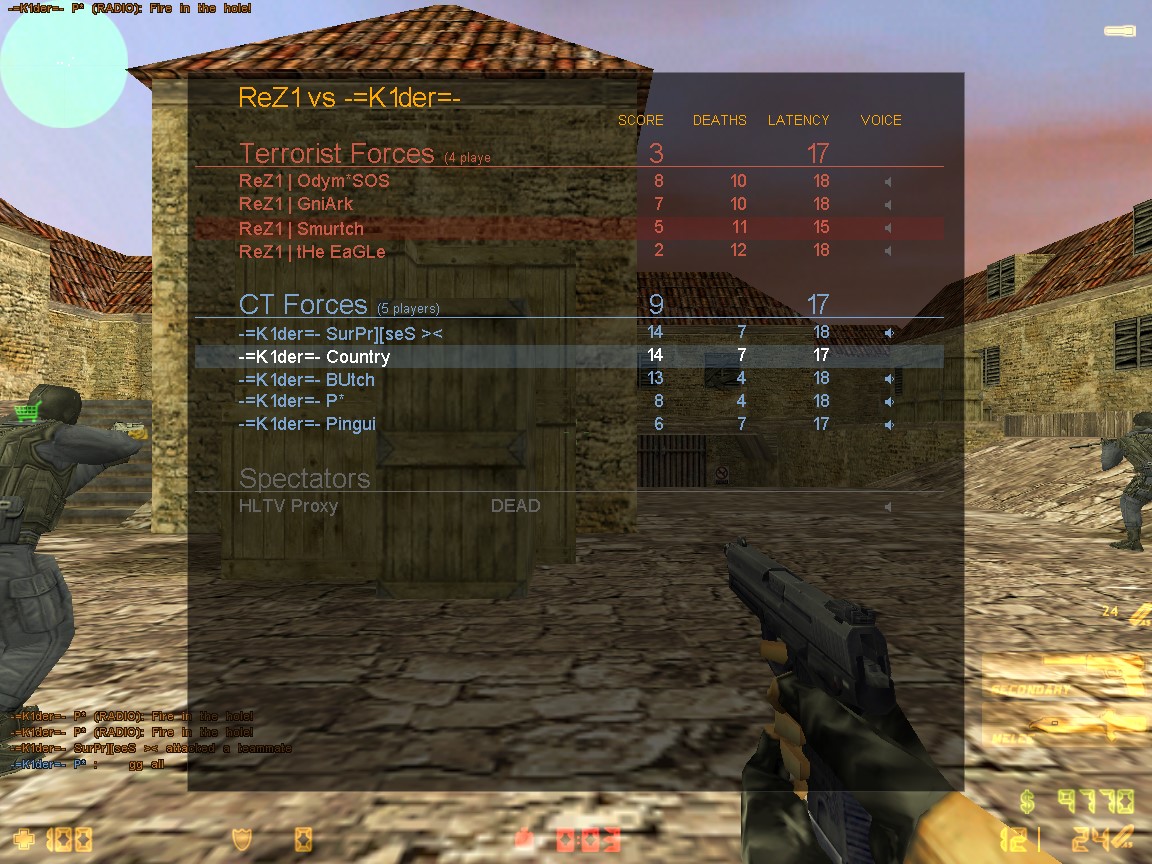 -=K1der=- P* (RADIO): Fire in the hole!
ReZ1 vs -=K1der=-
SCORE DEATHS LATENCY VOICE
Terrorist Forces (4 playe 3 17
ReZ1 | Odym*SOS 8 10 18
ReZ1 | GniArk 7 10 18
ReZ1 | Smurtch 5 11 15
ReZ1 | tHe EaGLe 2 12 18
CT Forces (5 players) 9 17
-=K1der=- SurPr][seS >< 14 7 18
-=K1der=- Country 14 7 17
-=K1der=- BUtch 13 4 18
-=K1der=- P* 8 4 18
-=K1der=- Pingui 6 7 17
Spectators
HLTV Proxy DEAD
24
SECONDARY
MELEE
-=K1der=- P* (RADIO): Fire in the hole!
-=K1der=- P* (RADIO): Fire in the hole!
-=K1der=- SurPr][seS >< attacked a teammate
-=K1der=- P* : gg all
$ 9770
100 0 0:03 12 | 24